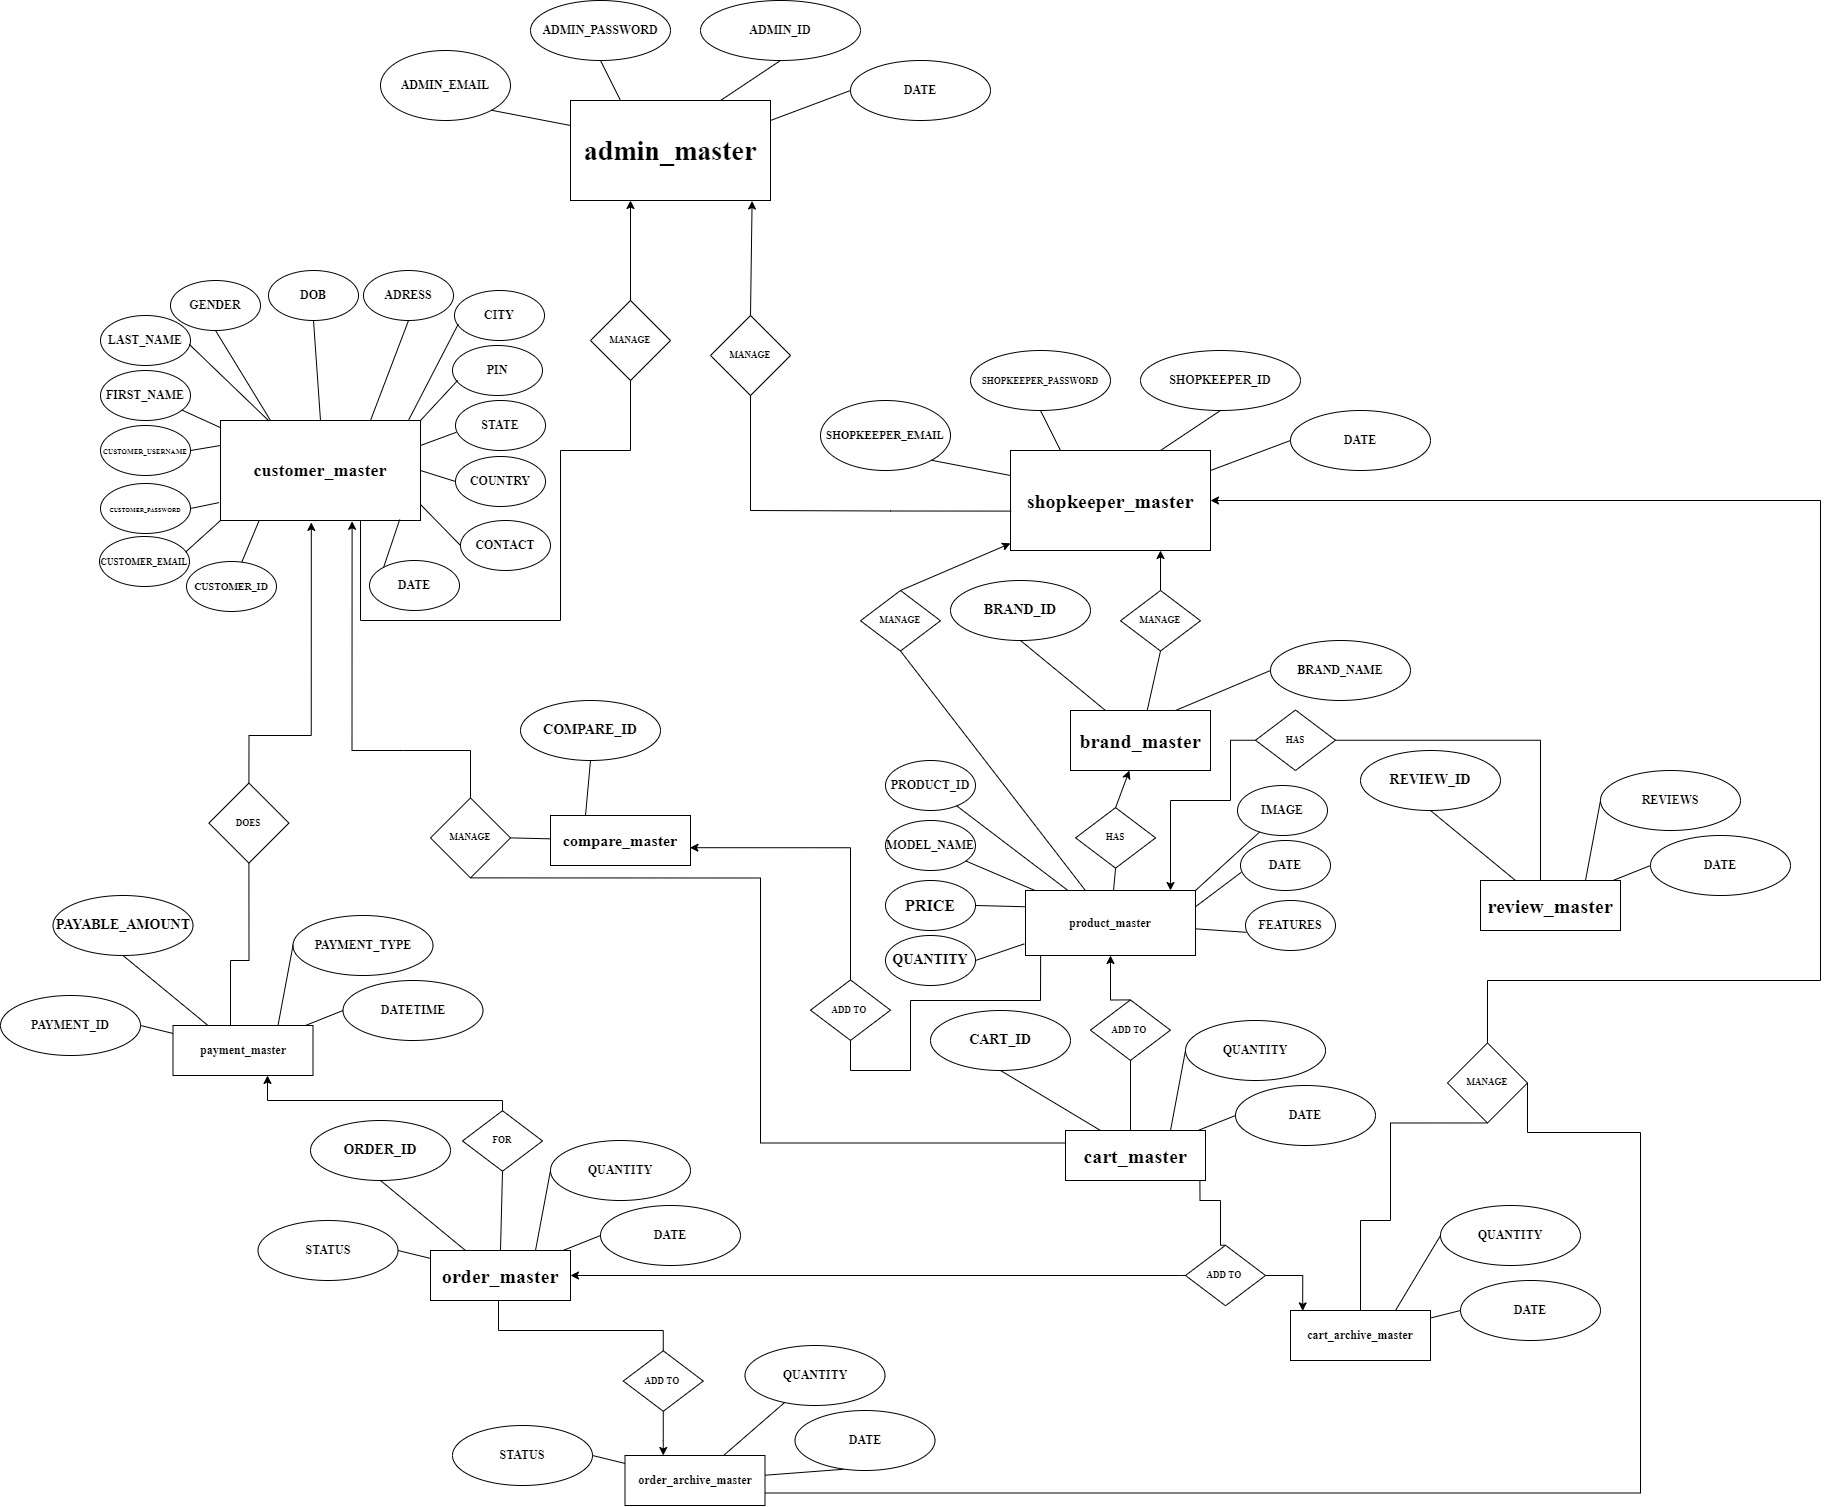 ADMIN_PASSWORD
ADMIN_ID
ADMIN_EMAIL
DATE
admin_master
GENDER
DOB
ADRESS
CITY
LAST_NAME
MANAGE
MANAGE
PIN
FIRST_NAME
STATE
CUSTOMER_USERNAME
customer_master
COUNTRY
CUSTOMER_PASSWORD
CONTACT
CUSTOMER_EMAIL
CUSTOMER_ID
DATE
SHOPKEEPER_PASSWORD
SHOPKEEPER_ID
SHOPKEEPER_EMAIL
DATE
shopkeeper_master
MANAGE
BRAND_ID
MANAGE
BRAND_NAME
brand_master
HAS
COMPARE_ID
REVIEW_ID
PRODUCT_ID
IMAGE
REVIEWS
DOES
MANAGE
compare_master
MODEL_NAME
HAS
DATE
DATE
PRICE
product_master
FEATURES
review_master
QUANTITY
PAYABLE_AMOUNT
PAYMENT_TYPE
PAYMENT_ID
DATETIME
payment_master
ADD TO
CART_ID
ADD TO
QUANTITY
MANAGE
DATE
ORDER_ID
FOR
QUANTITY
cart_master
STATUS
DATE
order_master
ADD TO
QUANTITY
DATE
cart_archive_master
ADD TO
QUANTITY
STATUS
DATE
order_archive_master